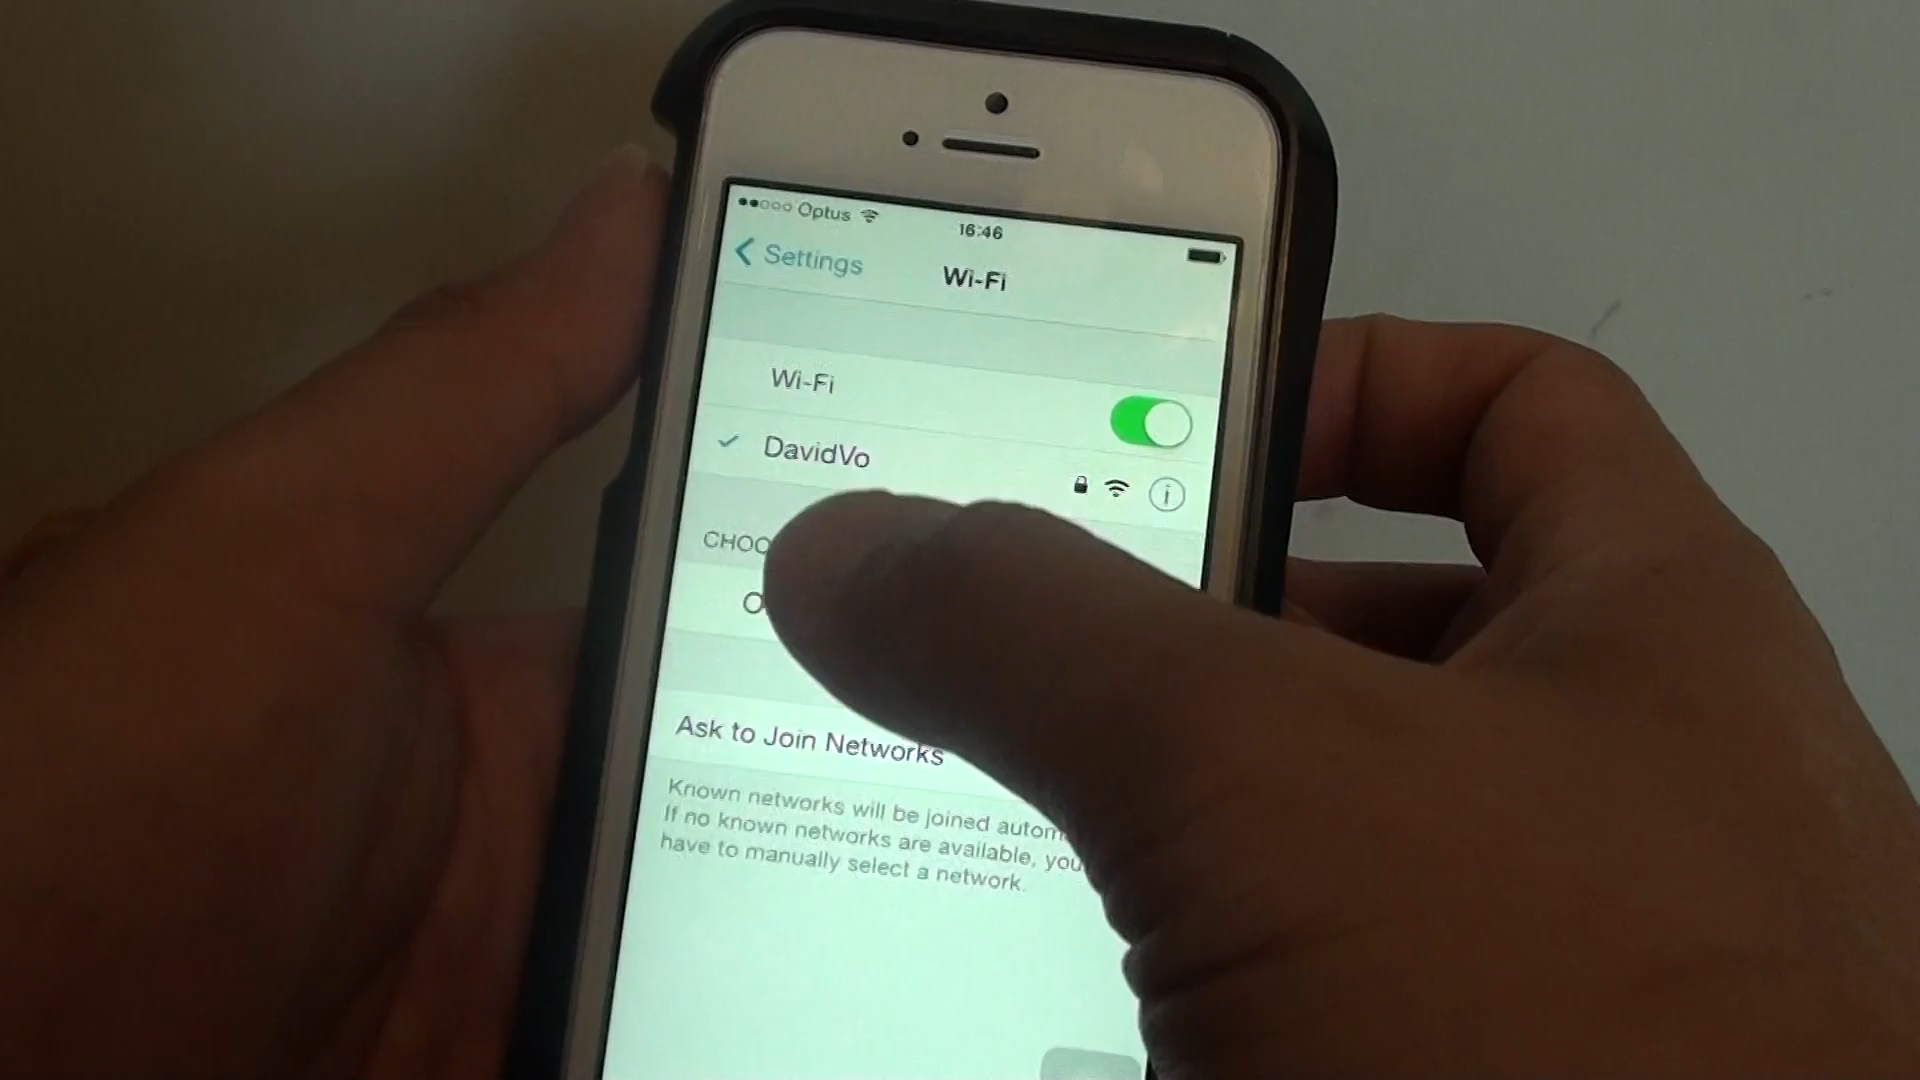 Optus
16:46
Settings
Wi-Fi
Wi-Fi
DavidVo
Ask to Join Networks
Known networks will be joined
If no known networks are available, you
have to manually select a network.